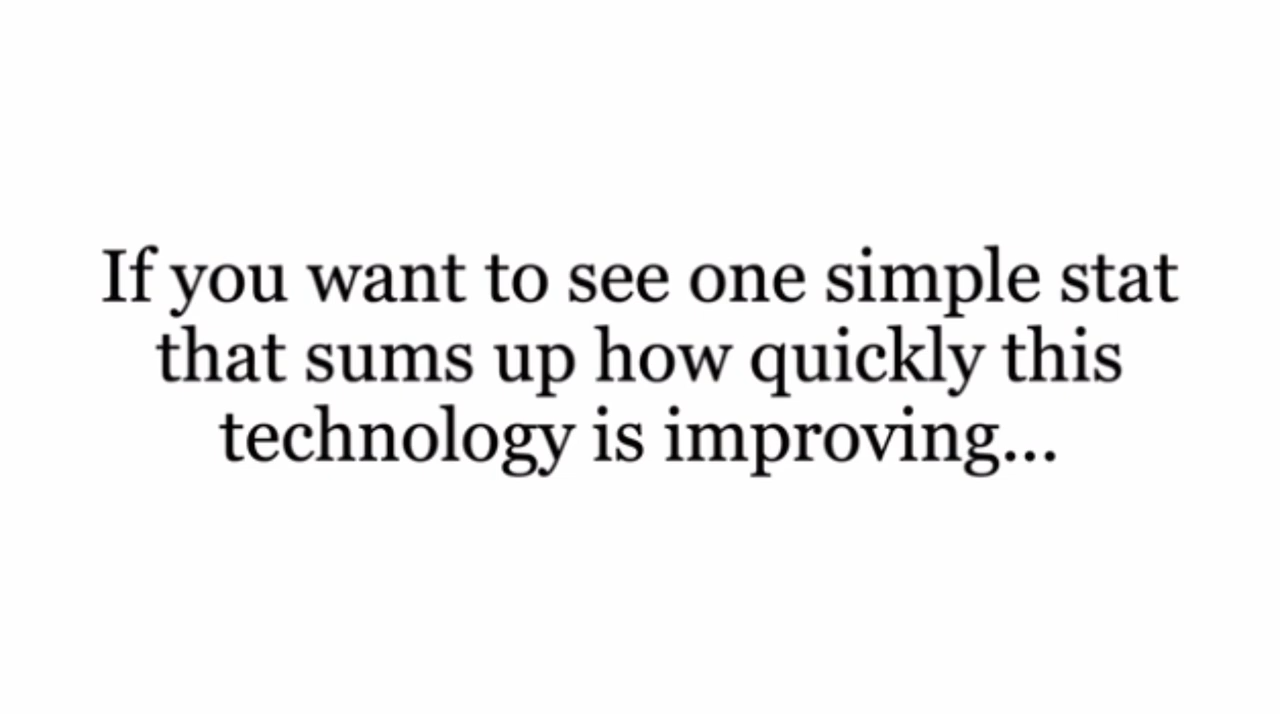 If you want to see one simple stat
that sums up how quickly this
technology is improving...